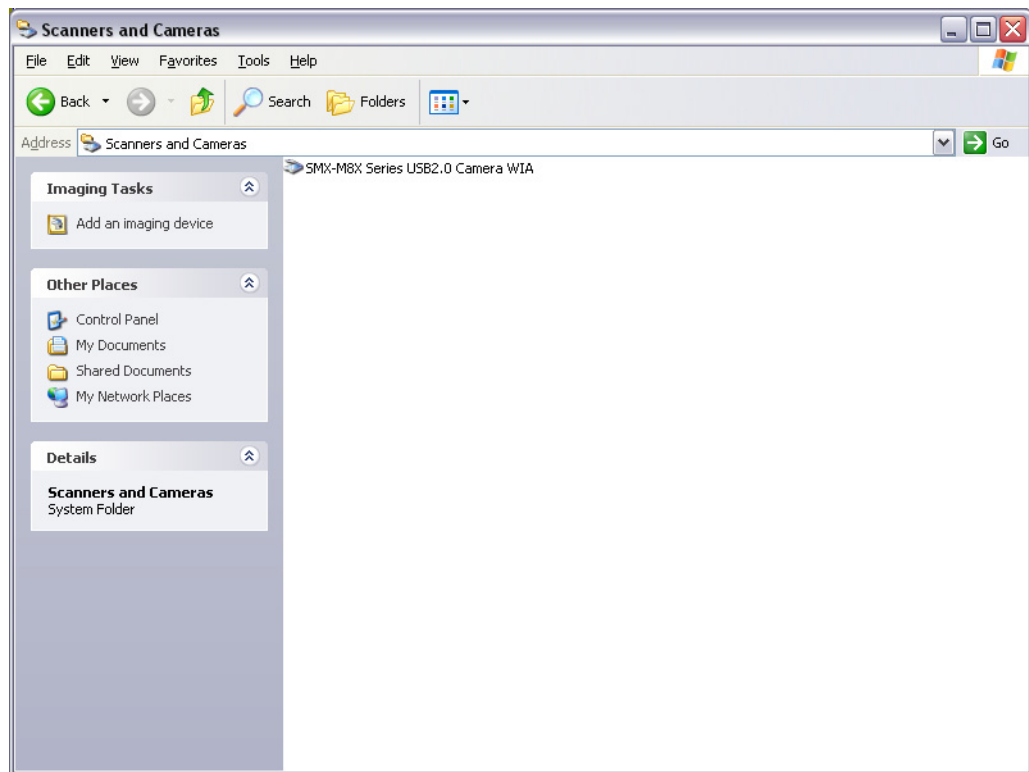 Scanners and Cameras
File Edit View Favorites Tools Help
Back Search Folders
Address Scanners and Cameras Go
SMX-M8X Series USB2.0 Camera WIA
Imaging Tasks
Add an imaging device
Other Places
Control Panel
My Documents
Shared Documents
My Network Places
Details
Scanners and Cameras
System Folder